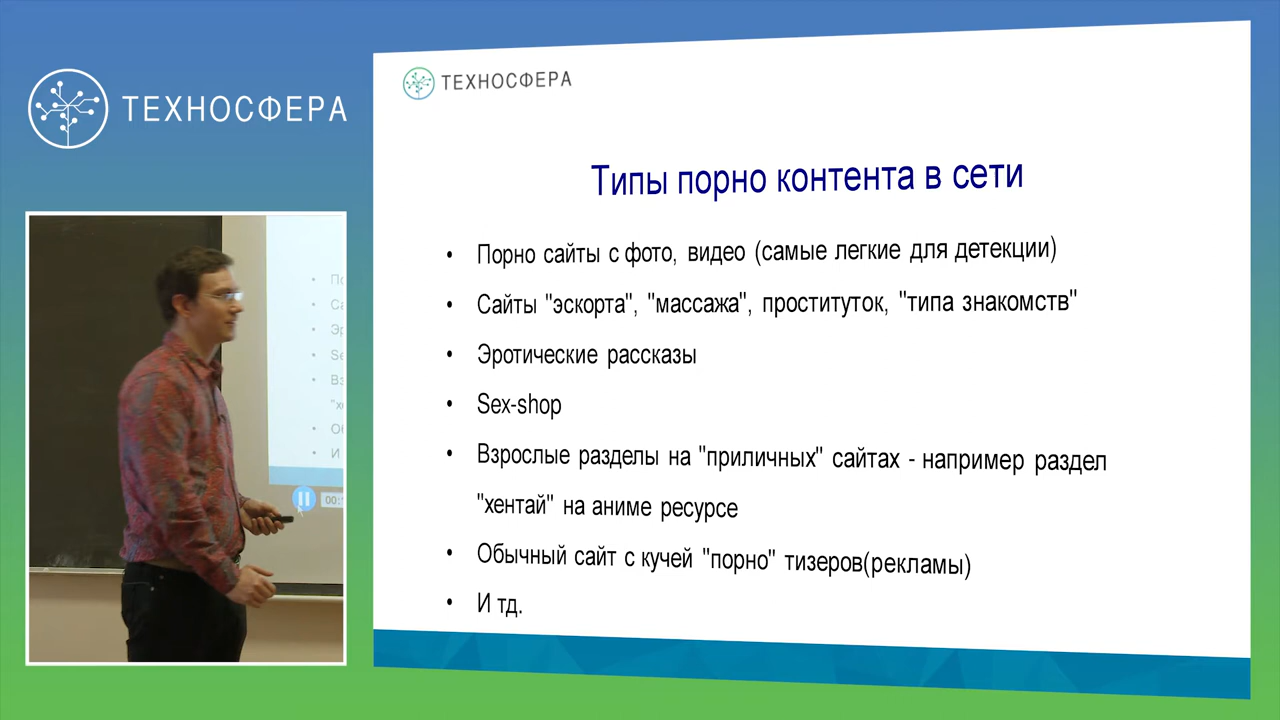 ТЕХНОСФЕРА
ТЕХНОСФЕРА
Типы порно контента в сети
• Порно сайты с фото, видео (самые легкие для детекции)
• Сайты "эскорта", "массажа", проституток, "типа знакомств"
• Эротические рассказы
• Sex-shop
• Взрослые разделы на "приличных" сайтах - например раздел
"хентай" на аниме ресурсе
• Обычный сайт с кучей "порно" тизеров(рекламы)
• И тд.